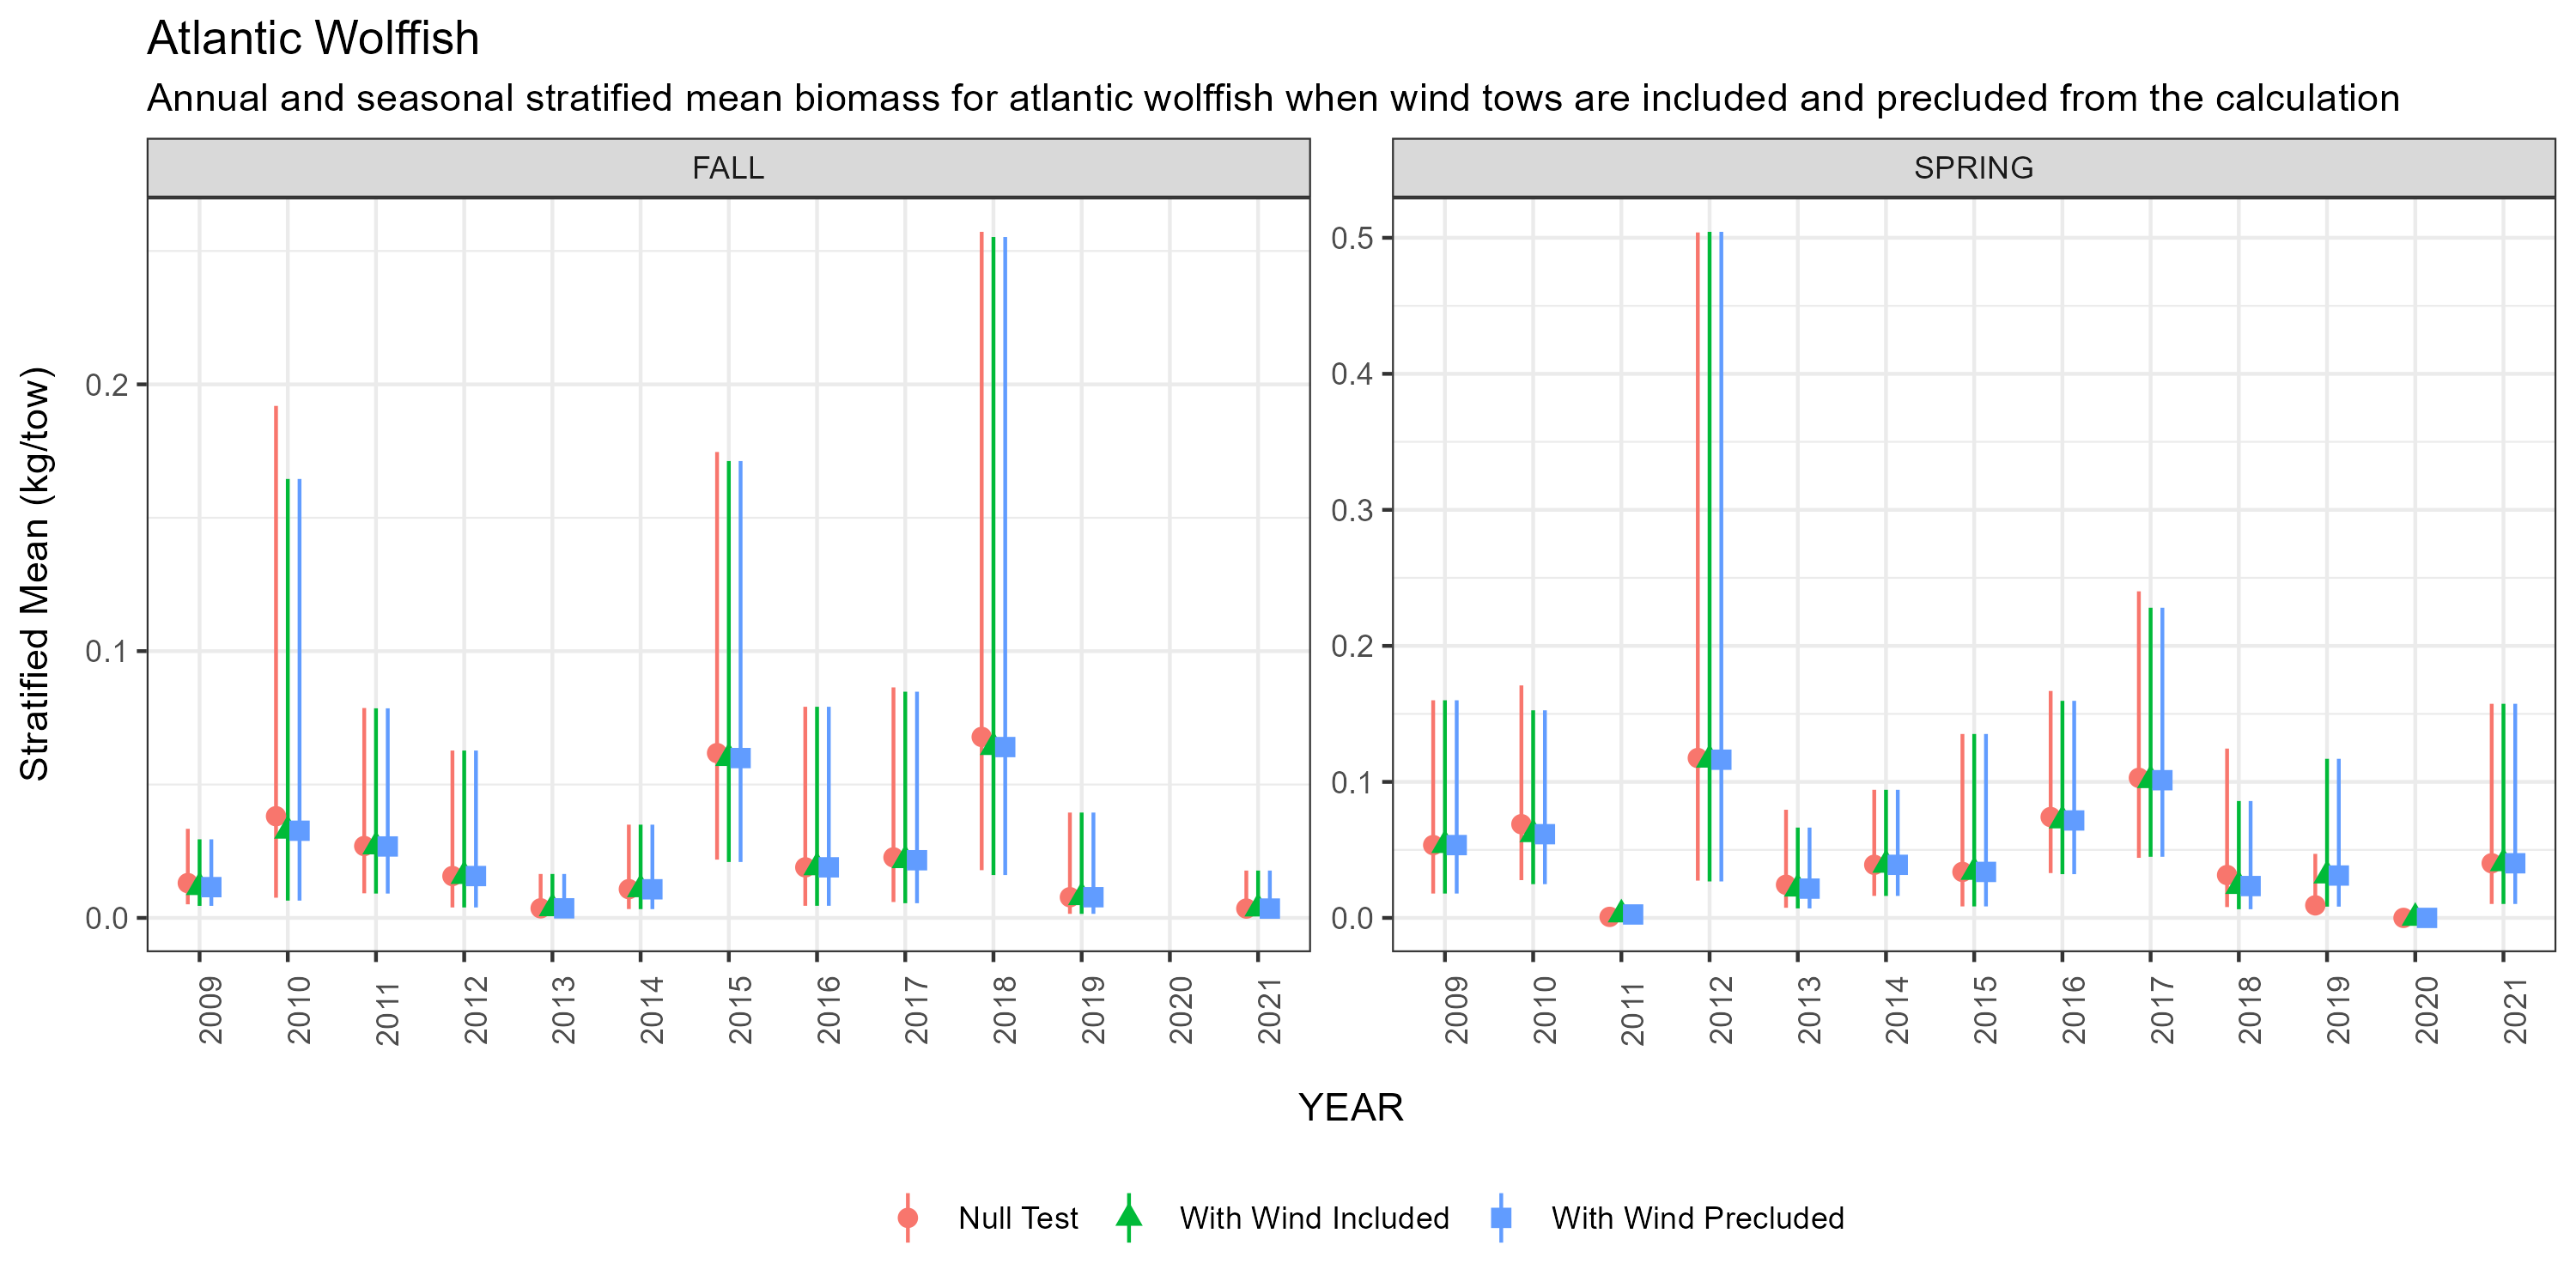 Atlantic Wolffish
Annual and seasonal stratified mean biomass for atlantic wolffish when wind tows are included and precluded from the calculation
FALL
SPRING
Stratified Mean (kg/tow)
0.2
0.1
0.0
0.5
0.4
0.3
0.2
0.1
0.0
2009 2010 2011 2012 2013 2014 2015 2016 2017 2018 2019 2020 2021
2009 2010 2011 2012 2013 2014 2015 2016 2017 2018 2019 2020 2021
YEAR
Null Test With Wind Included With Wind Precluded